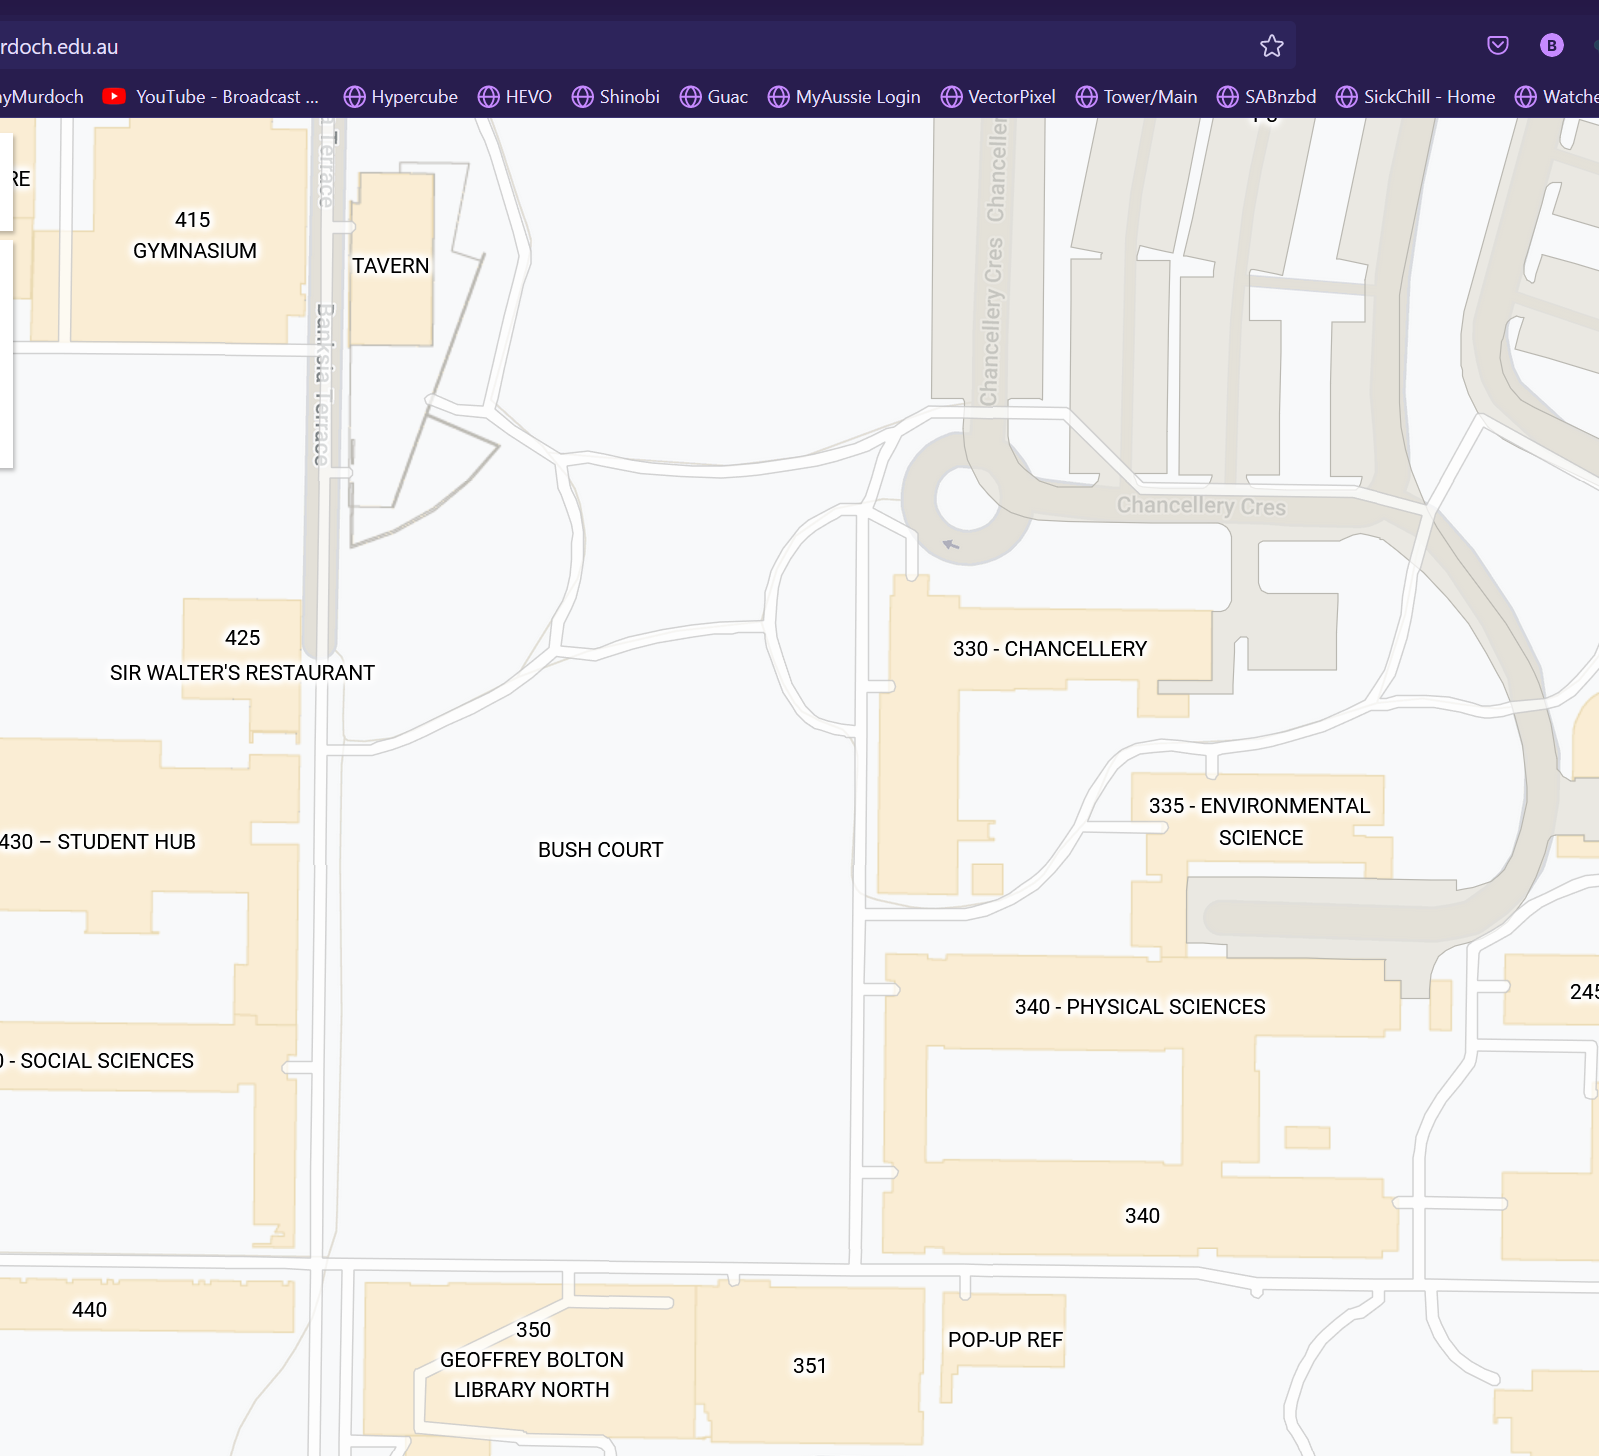 rdoch.edu.au
B
yMurdoch
YouTube - Broadcast ...
Hypercube
HEVO
Shinobi
Guac
MyAussie Login
VectorPixel
Tower/Main
SABnzbd
SickChill - Home
Watche
RE
415
GYMNASIUM
TAVERN
Terrace
Banksia Terrace
Chanceller
Chancellery Cres
Chancellery Cres
425
SIR WALTER'S RESTAURANT
330 - CHANCELLERY
430 – STUDENT HUB
BUSH COURT
335 - ENVIRONMENTAL
SCIENCE
340 - PHYSICAL SCIENCES
245
0 - SOCIAL SCIENCES
340
440
350
GEOFFREY BOLTON
LIBRARY NORTH
351
POP-UP REF